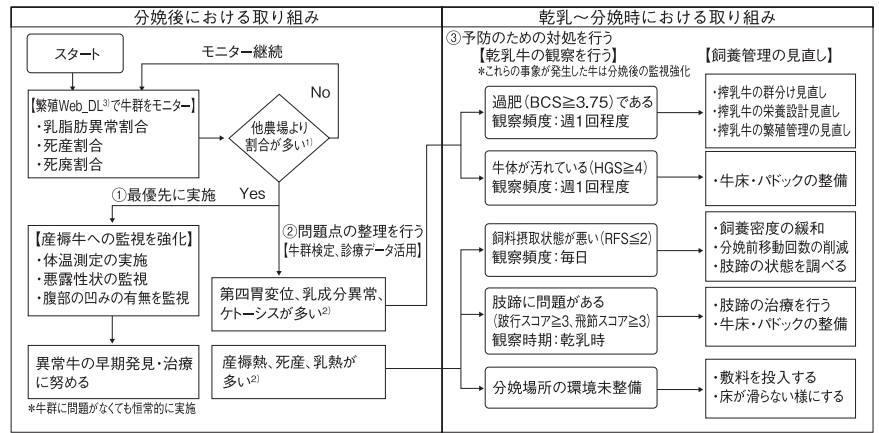 分娩後における取り組み
スタート
モニター継続
【繁殖Web_DL3)で牛群をモニター】
・乳脂肪異常割合
・死産割合
・死廃割合
他農場より
割合が多い1)
No
Yes
①最優先に実施
【産褥牛への監視を強化】
・体温測定の実施
・悪露性状の監視
・腹部の凹みの有無を監視
異常牛の早期発見・治療
に努める
*牛群に問題がなくても恒常的に実施
②問題点の整理を行う
【牛群検定、診療データ活用】
第四胃変位、乳成分異常、
ケトーシスが多い2)
産褥熱、死産、乳熱が
多い2)
乾乳～分娩時における取り組み
③予防のための対処を行う
【乾乳牛の観察を行う】
*これらの事象が発生した牛は分娩後の監視強化
【飼養管理の見直し】
過肥(BCS≧3.75)である
観察頻度:週1回程度
・搾乳牛の群分け見直し
・搾乳牛の栄養設計見直し
・搾乳牛の繁殖管理の見直し
牛体が汚れている(HGS≧4)
観察頻度:週1回程度
・牛床・パドックの整備
飼料摂取状態が悪い(RFS≦2)
観察頻度:毎日
・飼養密度の緩和
・分娩前移動回数の削減
・肢蹄の状態を調べる
肢蹄に問題がある
(跛行スコア≧3、飛節スコア≧3)
観察時期:乾乳時
・肢蹄の治療を行う
・牛床・パドックの整備
分娩場所の環境未整備
・敷料を投入する
・床が滑らない様にする